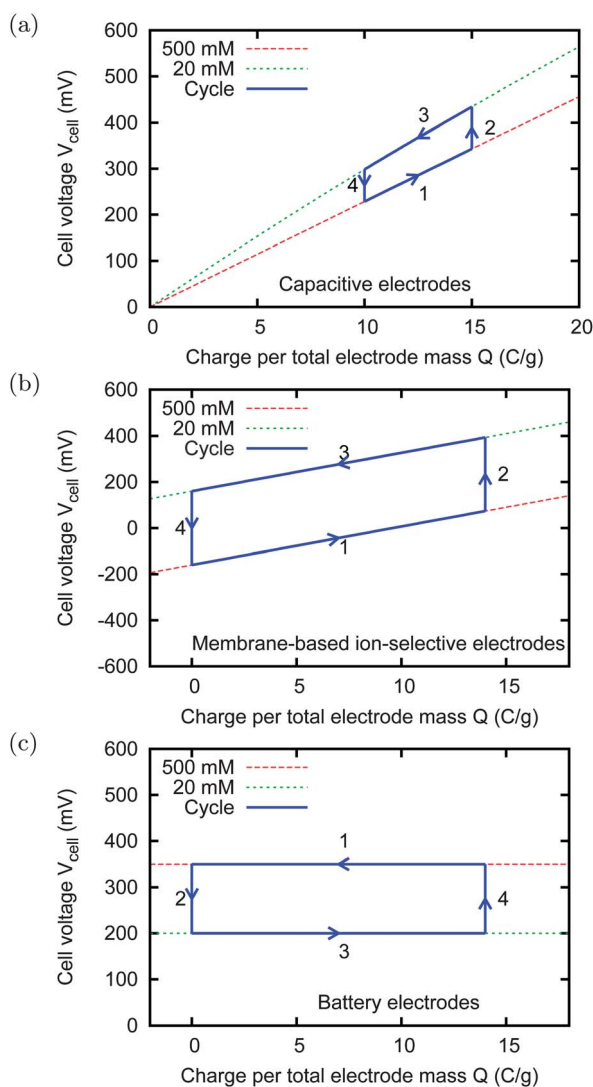 (a)
600
500
400
300
200
100
0
Cell voltage V_cell (mV)
500 mM
20 mM
Cycle
3
2
4
1
Capacitive electrodes
0 5 10 15 20
Charge per total electrode mass Q (C/g)
(b)
600
400
200
0
-200
-400
-600
Cell voltage V_cell (mV)
500 mM
20 mM
Cycle
3
2
4
1
Membrane-based ion-selective electrodes
0 5 10 15
Charge per total electrode mass Q (C/g)
(c)
600
500
400
300
200
100
0
Cell voltage V_cell (mV)
500 mM
20 mM
Cycle
1
2
4
3
Battery electrodes
0 5 10 15
Charge per total electrode mass Q (C/g)